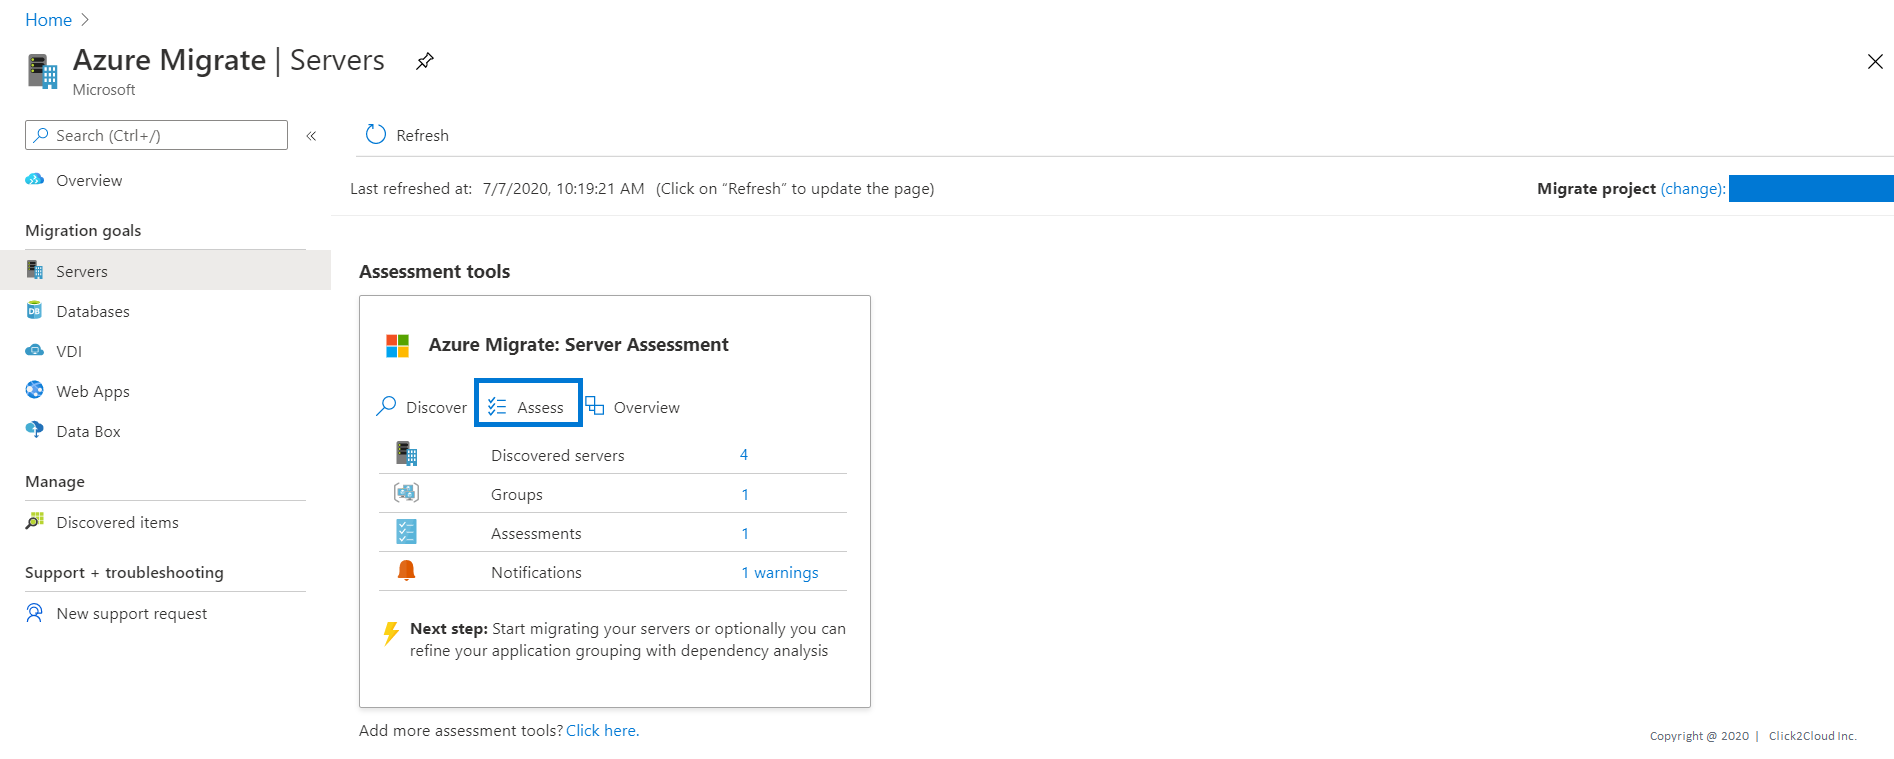 Home >
Azure Migrate | Servers
Microsoft
Search (Ctrl+/)
«
Overview
Migration goals
Servers
Databases
VDI
Web Apps
Data Box
Manage
Discovered items
Support + troubleshooting
New support request
Refresh
Last refreshed at: 7/7/2020, 10:19:21 AM (Click on “Refresh” to update the page)
Migrate project (change):
Assessment tools
Azure Migrate: Server Assessment
Discover Assess Overview
Discovered servers 4
Groups 1
Assessments 1
Notifications 1 warnings
Next step: Start migrating your servers or optionally you can
refine your application grouping with dependency analysis
Add more assessment tools? Click here.
Copyright @ 2020 | Click2Cloud Inc.